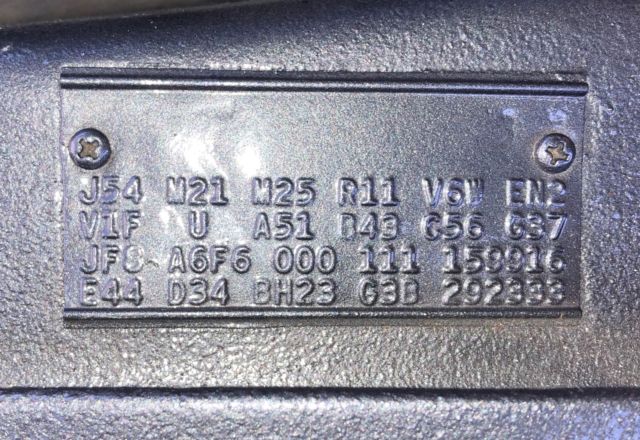 J54 M21 M25 R11 V6W EN2
V1F U A51 B43 C56 G37
JF8 A6F6 000 111 159916
E44 D34 BH23 G3B 292333